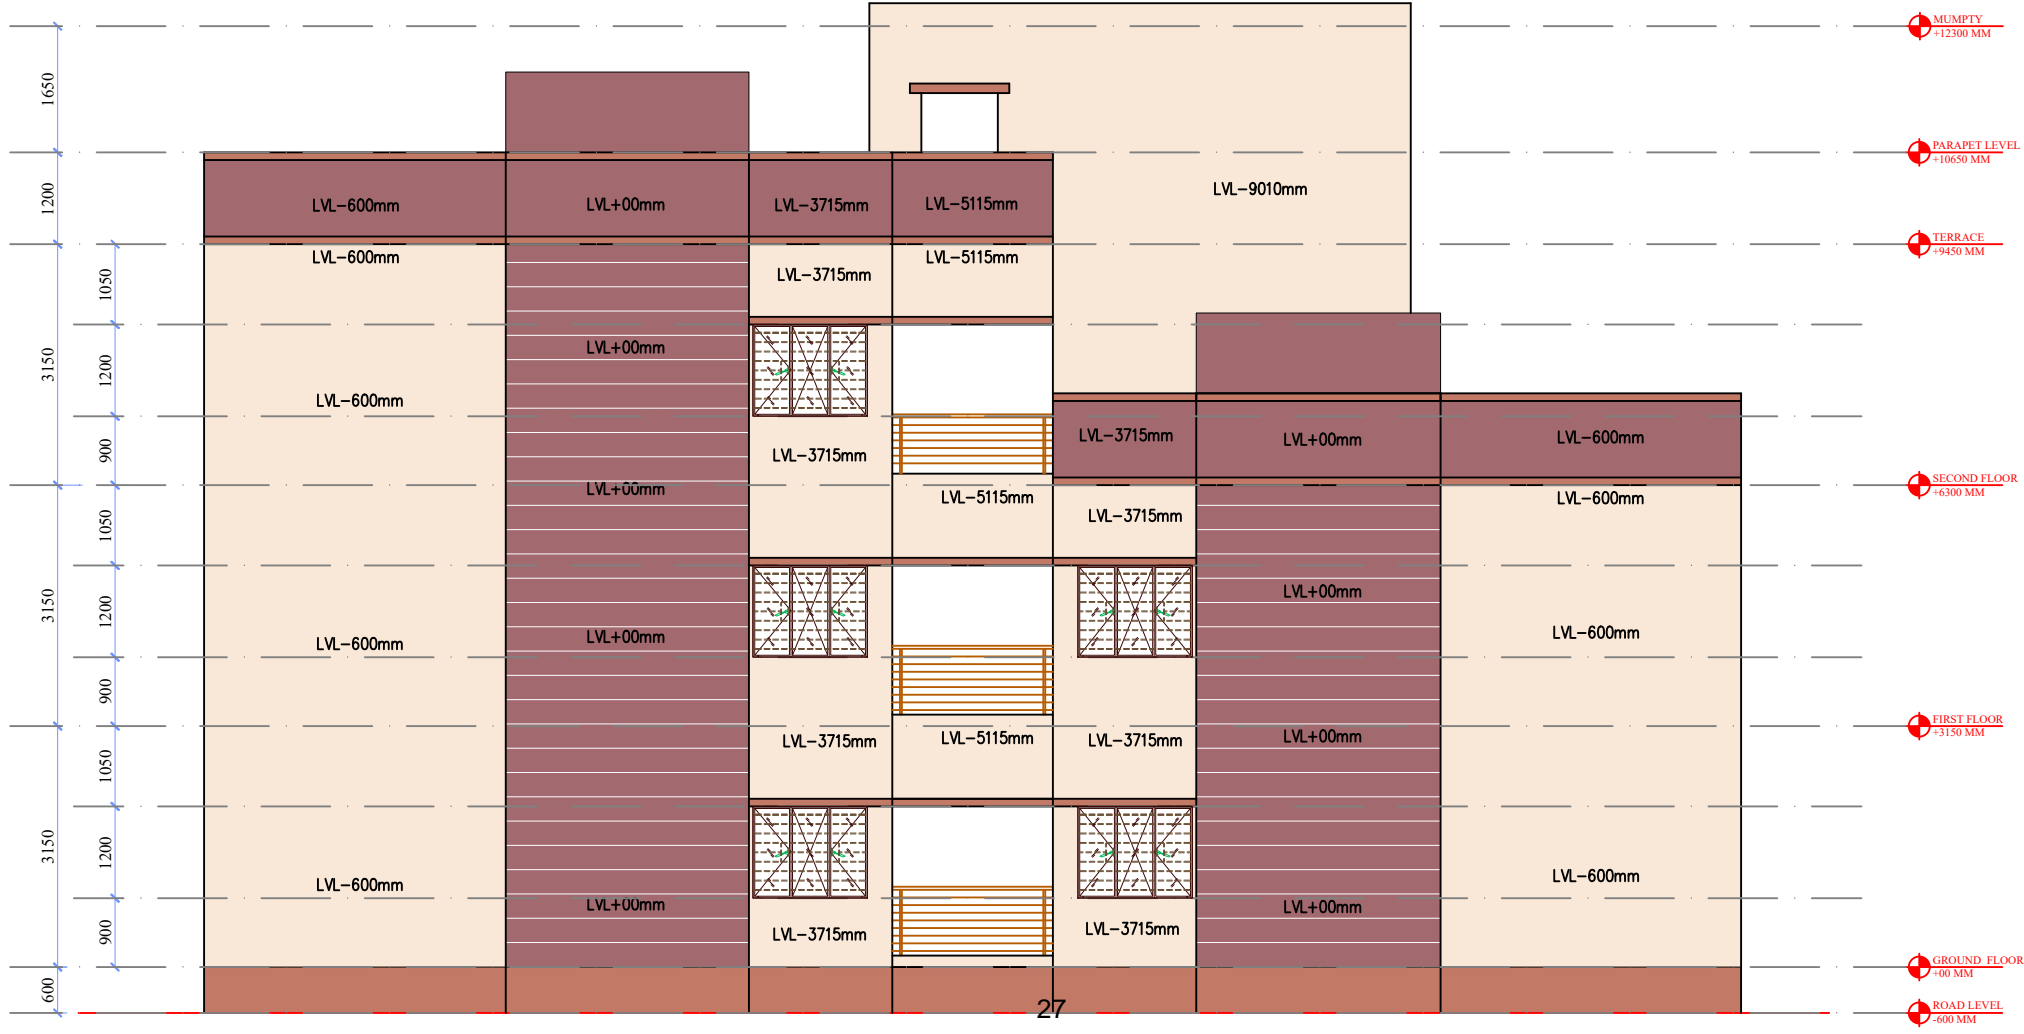 MUMPTY
+12300 MM
1650
PARAPET LEVEL
+10650 MM
1200
LVL-600mm
LVL+00mm
LVL-3715mm
LVL-5115mm
LVL-9010mm
TERRACE
+9450 MM
LVL-600mm
LVL-3715mm
LVL-5115mm
1050
3150
1200
LVL+00mm
LVL-600mm
900
LVL-3715mm
LVL-3715mm
LVL+00mm
LVL-600mm
SECOND FLOOR
+6300 MM
LVL+00mm
LVL-5115mm
LVL-3715mm
LVL-600mm
1050
3150
1200
LVL-600mm
LVL+00mm
LVL+00mm
LVL-600mm
900
FIRST FLOOR
+3150 MM
LVL-3715mm
LVL-5115mm
LVL-3715mm
LVL+00mm
1050
3150
1200
LVL-600mm
LVL-600mm
LVL+00mm
LVL+00mm
900
LVL-3715mm
LVL-3715mm
GROUND FLOOR
+00 MM
600
27
ROAD LEVEL
-600 MM